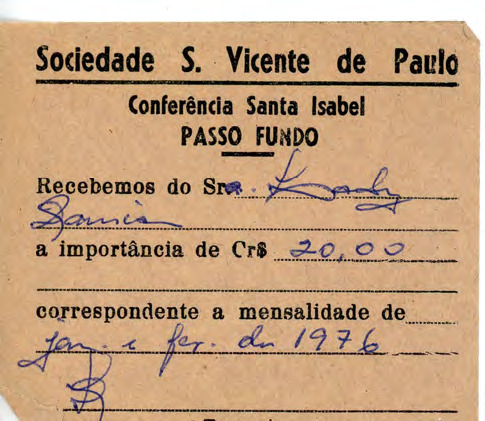 Sociedade S. Vicente de Paulo
Conferência Santa Isabel
PASSO FUNDO
Recebemos do Sra.
a importância de Cr$ 20,00
correspondente a mensalidade de
jan. e fev. de 1976